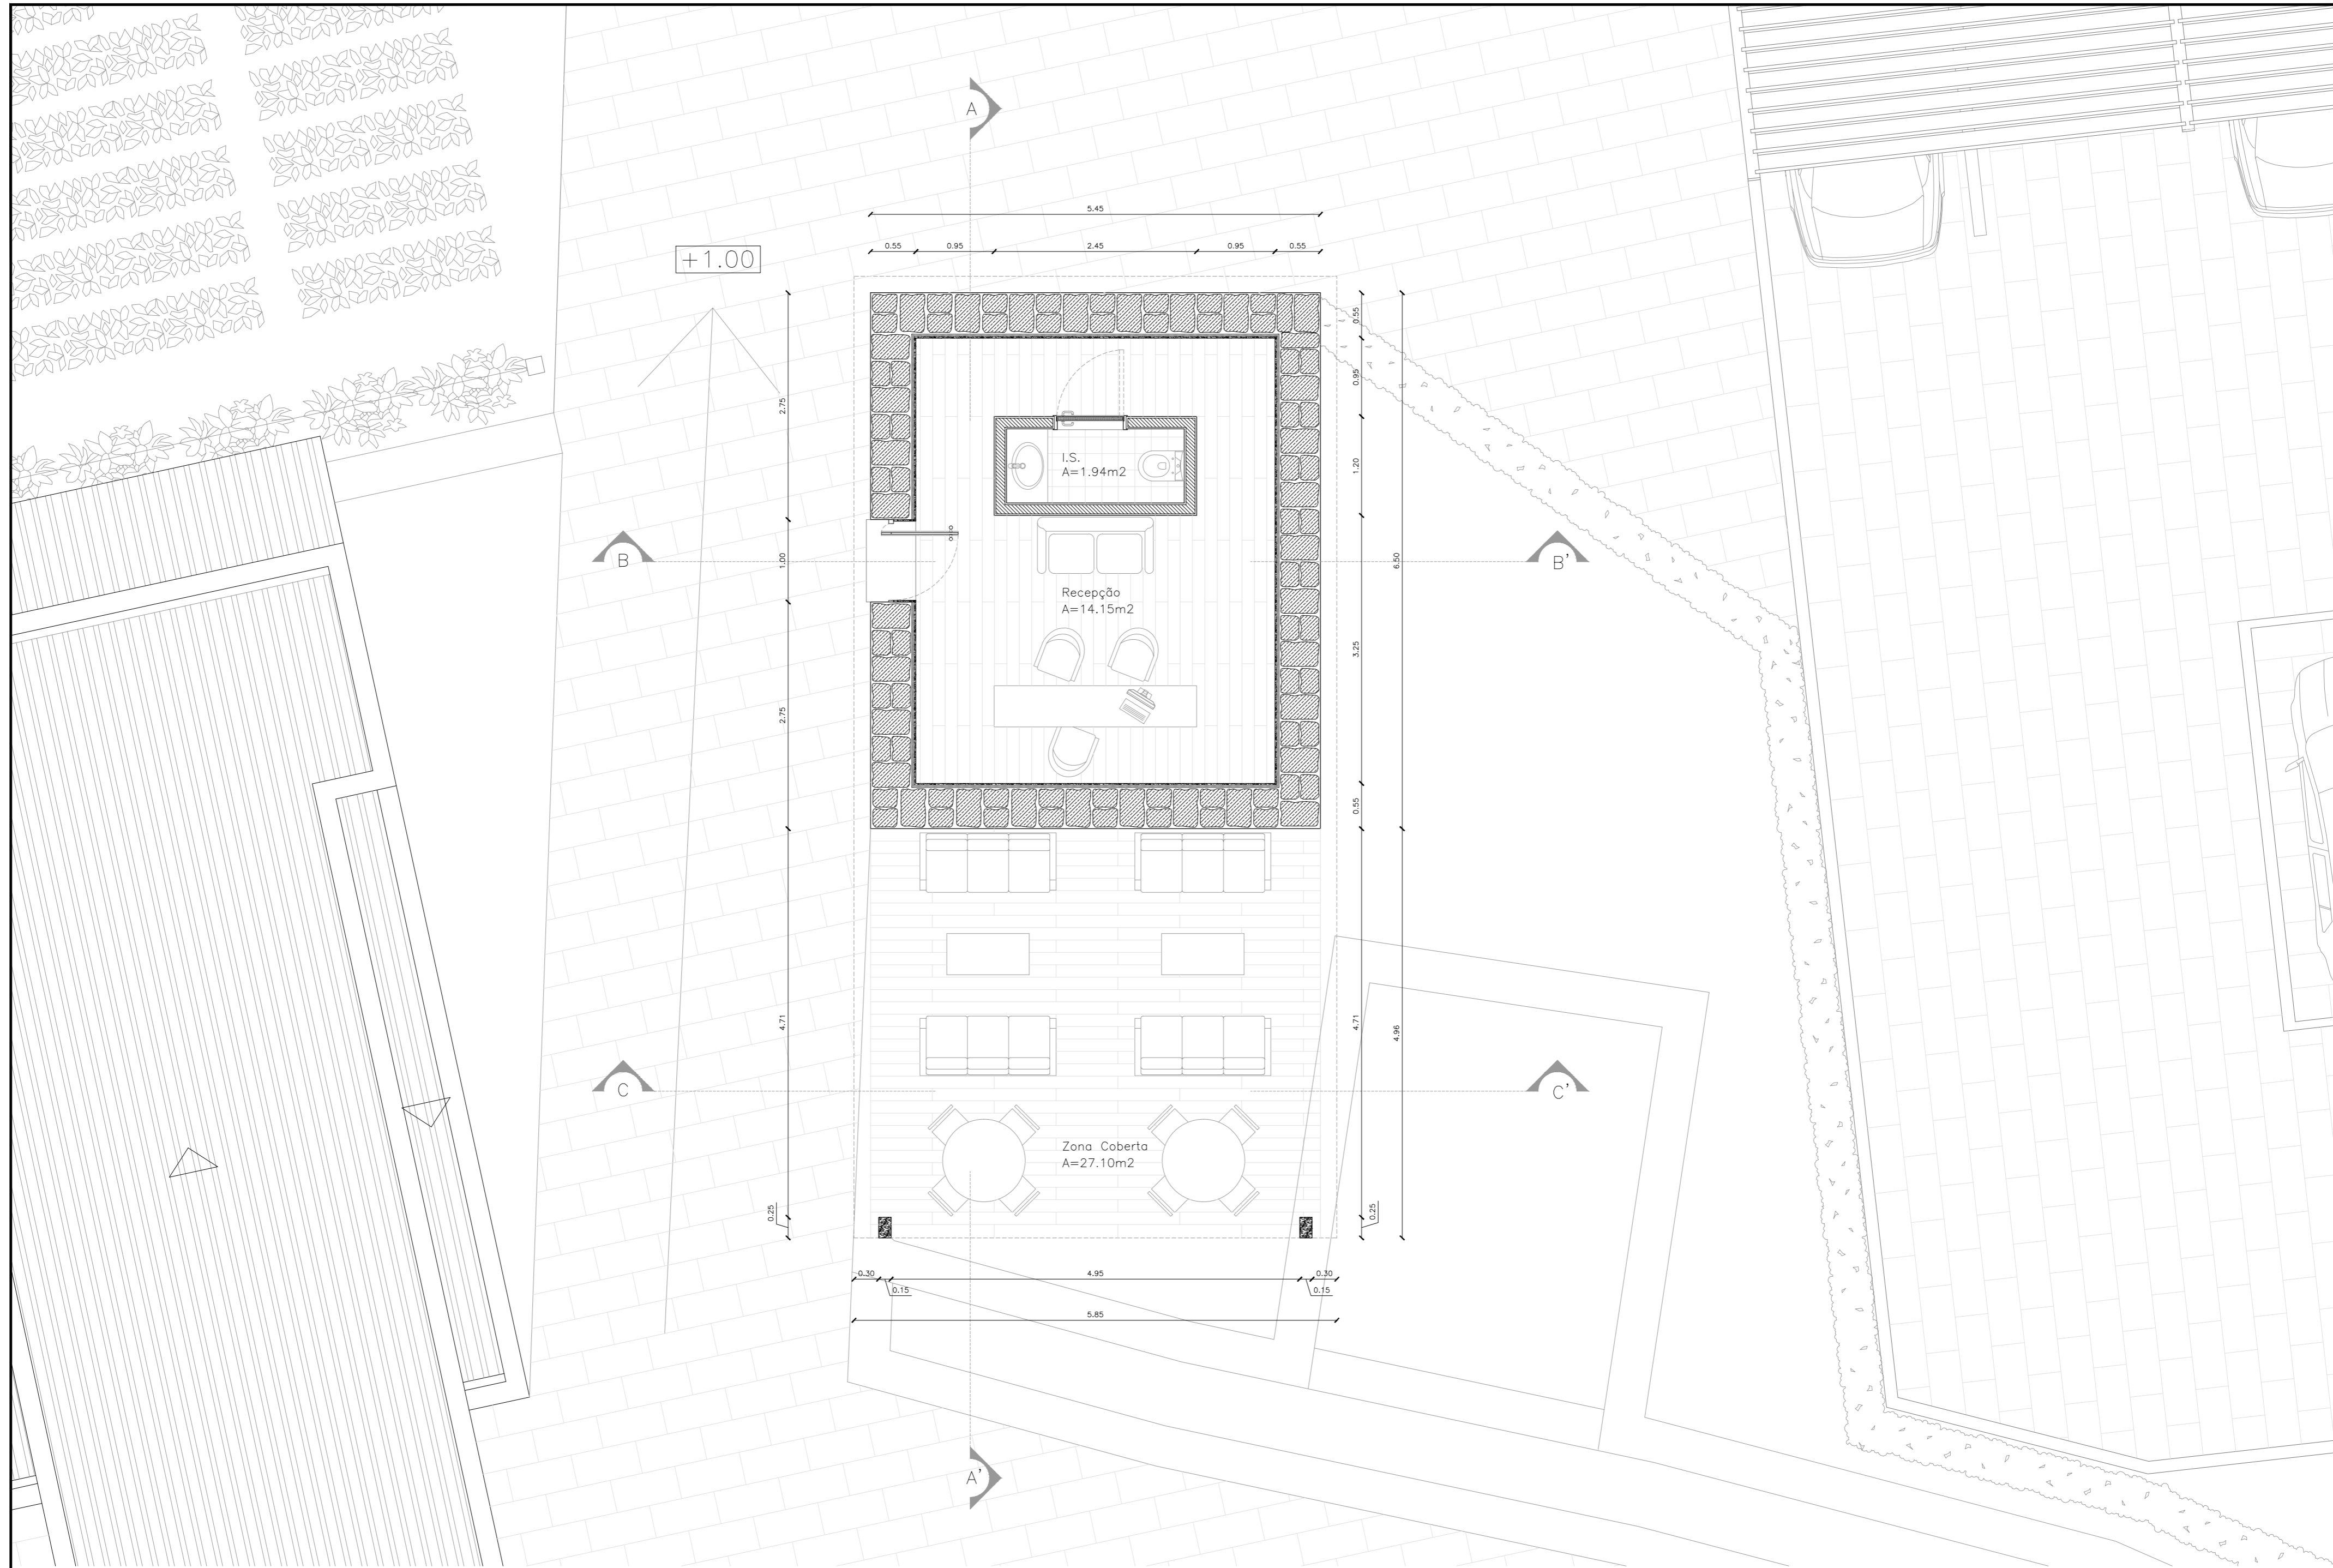 A
5.45
0.55
0.95
2.45
0.95
0.55
+1.00
0.55
0.95
2.75
I.S.
A=1.94m2
1.20
1.00
B
B'
6.50
Recepção
A=14.15m2
3.25
2.75
0.55
4.71
4.71
4.96
C
C'
Zona Coberta
A=27.10m2
0.25
0.25
0.30
4.95
0.30
0.15
0.15
5.85
A'